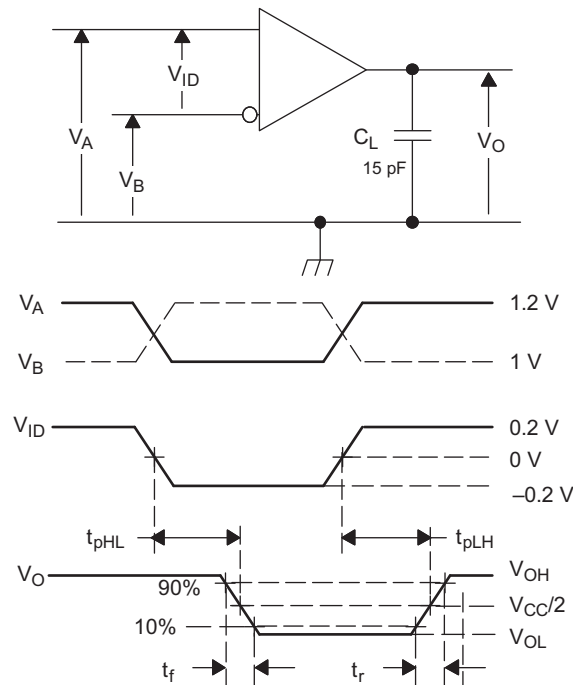 V_ID
V_A
V_B
C_L
15 pF
V_O
V_A
1.2 V
V_B
1 V
V_ID
0.2 V
0 V
–0.2 V
t_pHL
t_pLH
V_O
V_OH
90%
V_CC/2
10%
V_OL
t_f
t_r